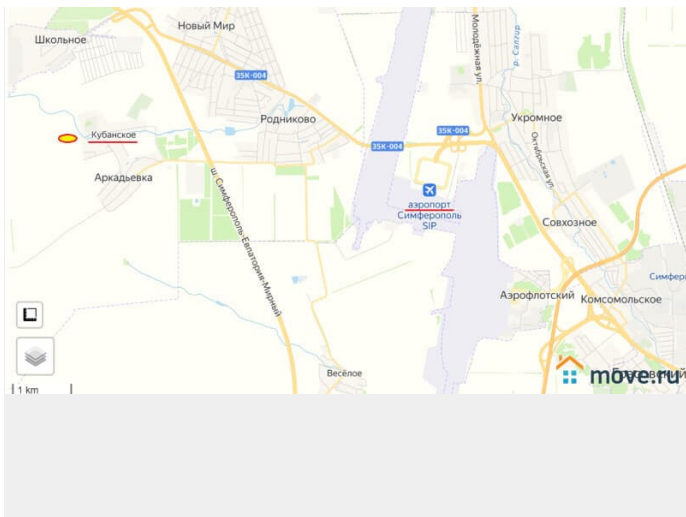 Школьное
Новый Мир
Молодёжная ул.
р. Салгир
35К-004
Родниково
Укромное
35К-004
35К-004
Кубанское
Октябрьская ул.
Аркадьевка
ш. Симферополь-Евпатория-Мирный
аэропорт
Симферополь
SIP
Совхозное
Симфер
Аэрофлотский
Комсомольское
Весёлое
1 km
move.ru